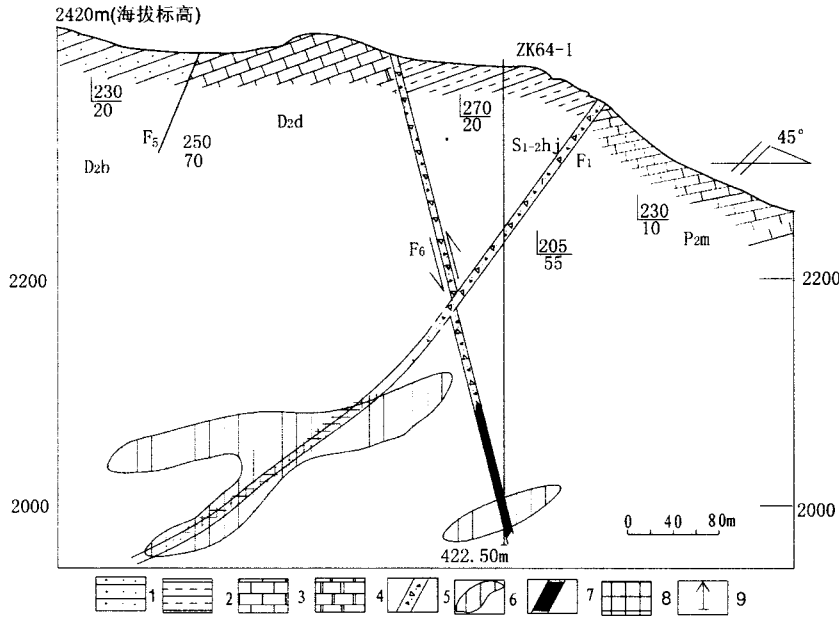 2420m(海拔标高)
ZK64-1
230
20
F₅
250
70
D₂d
D₂b
270
20
S₁₋₂hj
F₁
45°
230
10
P₂m
205
55
F₆
2200
2200
2000
2000
0 40 80m
422.50m
1 2 3 4 5 6 7 8 9